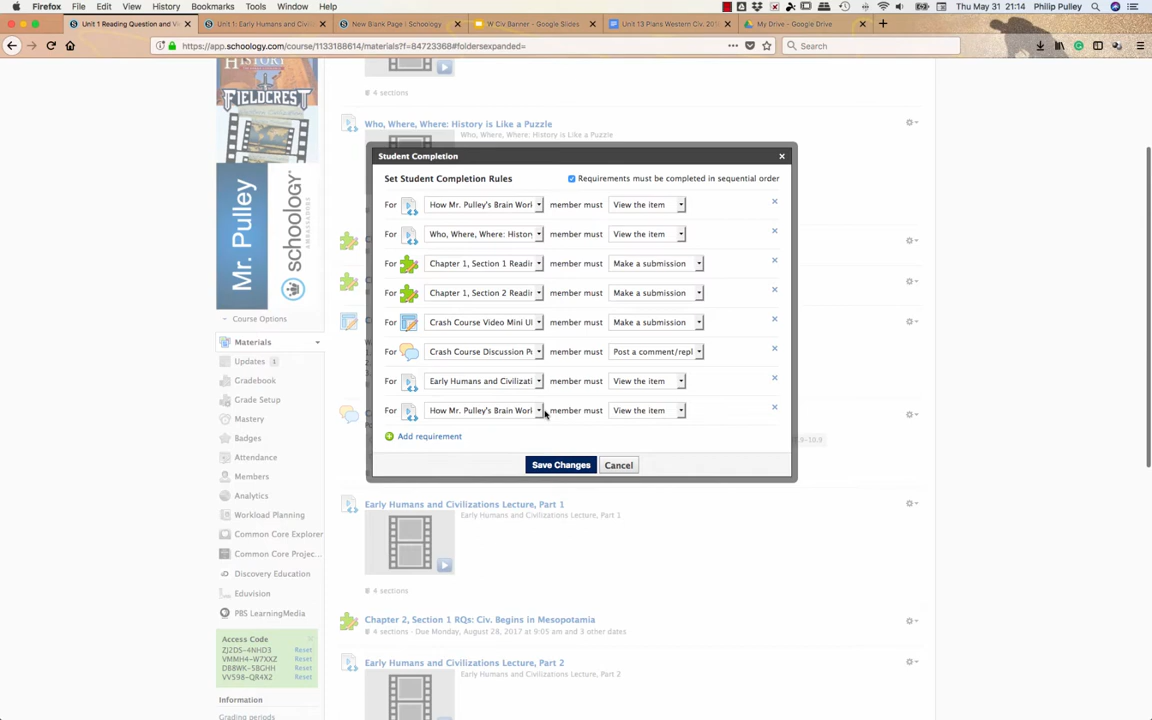 Firefox File Edit View History Bookmarks Tools Window Help Thu May 31 21:14 Philip Pulley
Unit 1 Reading Question and V Unit 1: Early Humans and Civiliz New Blank Page | Schoology W Civ Banner - Google Slides Unit 13 Plans Western Civ. 201 My Drive - Google Drive
https://app.schoology.com/course/1133188614/materials?f=84723368#foldersexpanded= Search
HISTORY
FIELDCREST
Mr. Pulley
schoology
AMBASSADORS
Course Options
Materials
Updates 1
Gradebook
Grade Setup
Mastery
Badges
Attendance
Members
Analytics
Workload Planning
Common Core Explorer
Common Core Projec...
Discovery Education
Eduvision
PBS LearningMedia
Access Code
ZJ2DS-4NHD3 Reset
VMMH4-W7XXZ Reset
DB8WK-5BGHH Reset
VV598-QR4X2 Reset
Information
Grading periods
4 sections
Who, Where, Where: History is Like a Puzzle
Who, Where, Where: History is Like a Puzzle
Student Completion
Set Student Completion Rules Requirements must be completed in sequential order
For How Mr. Pulley's Brain Worl member must View the item
For Who, Where, Where: History member must View the item
For Chapter 1, Section 1 Readin member must Make a submission
For Chapter 1, Section 2 Readin member must Make a submission
For Crash Course Video Mini UI member must Make a submission
For Crash Course Discussion Po member must Post a comment/repl
For Early Humans and Civilizati member must View the item
For How Mr. Pulley's Brain Worl member must View the item
Add requirement
Save Changes Cancel
Early Humans and Civilizations Lecture, Part 1
Early Humans and Civilizations Lecture, Part 1
4 sections
Chapter 2, Section 1 RQs: Civ. Begins in Mesopotamia
4 sections · Due Monday, August 28, 2017 at 9:05 am and 3 other dates
Early Humans and Civilizations Lecture, Part 2
Early Humans and Civilizations Lecture, Part 2